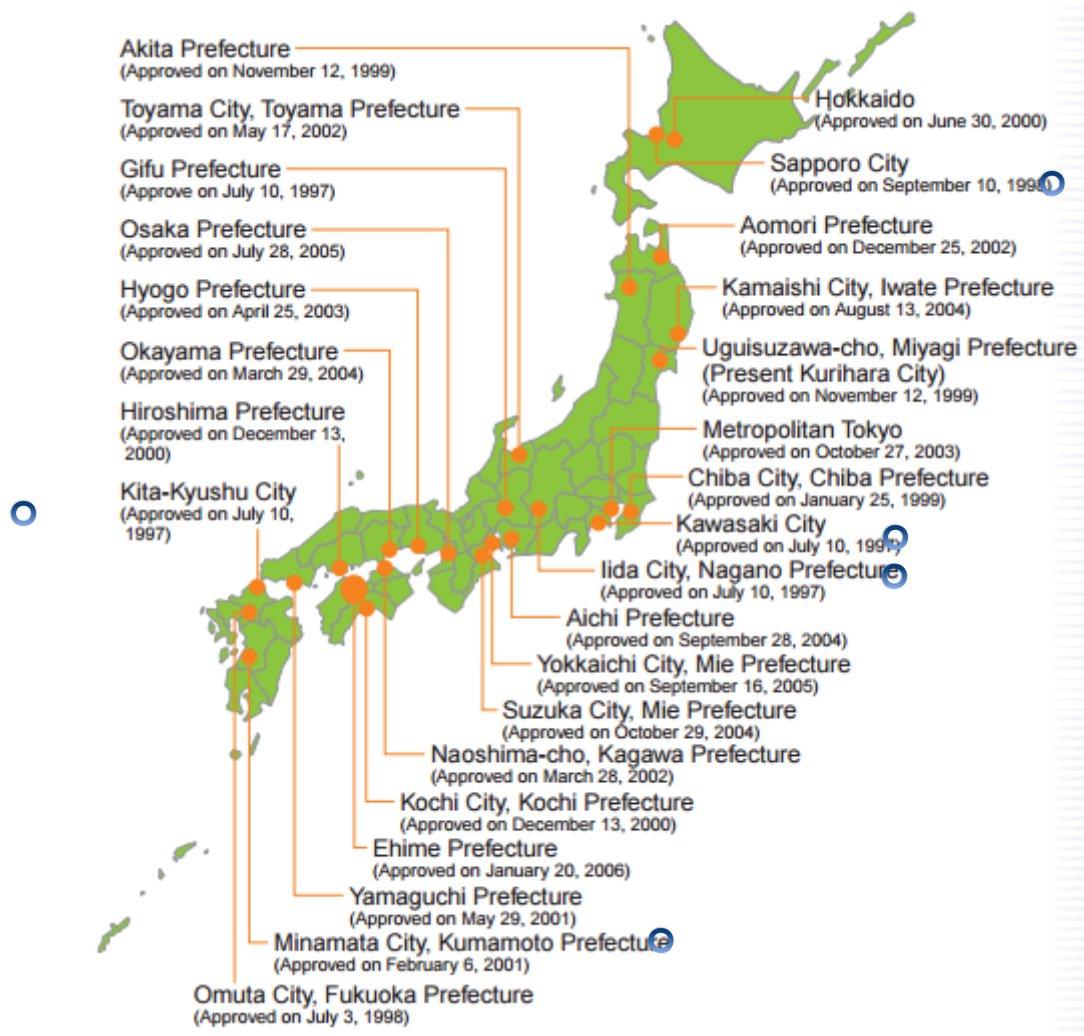 Akita Prefecture
(Approved on November 12, 1999)
Toyama City, Toyama Prefecture
(Approved on May 17, 2002)
Gifu Prefecture
(Approve on July 10, 1997)
Osaka Prefecture
(Approved on July 28, 2005)
Hyogo Prefecture
(Approved on April 25, 2003)
Okayama Prefecture
(Approved on March 29, 2004)
Hiroshima Prefecture
(Approved on December 13,
2000)
Kita-Kyushu City
(Approved on July 10,
1997)
Hokkaido
(Approved on June 30, 2000)
Sapporo City
(Approved on September 10,
Aomori Prefecture
(Approved on December 25, 2002)
Kamaishi City, Iwate Prefecture
(Approved on August 13, 2004)
Uguisuzawa-cho, Miyagi Prefecture
(Present Kurihara City)
(Approved on November 12, 1999)
Metropolitan Tokyo
(Approved on October 27, 2003)
Chiba City, Chiba Prefecture
(Approved on January 25, 1999)
Kawasaki City
(Approved on July 10, 1997)
Iida City, Nagano Prefecture
(Approved on July 10, 1997)
Aichi Prefecture
(Approved on September 28, 2004)
Yokkaichi City, Mie Prefecture
(Approved on September 16, 2005)
Suzuka City, Mie Prefecture
(Approved on October 29, 2004)
Naoshima-cho, Kagawa Prefecture
(Approved on March 28, 2002)
Kochi City, Kochi Prefecture
(Approved on December 13, 2000)
Ehime Prefecture
(Approved on January 20, 2006)
Yamaguchi Prefecture
(Approved on May 29, 2001)
Minamata City, Kumamoto Prefecture
(Approved on February 6, 2001)
Omuta City, Fukuoka Prefecture
(Approved on July 3, 1998)